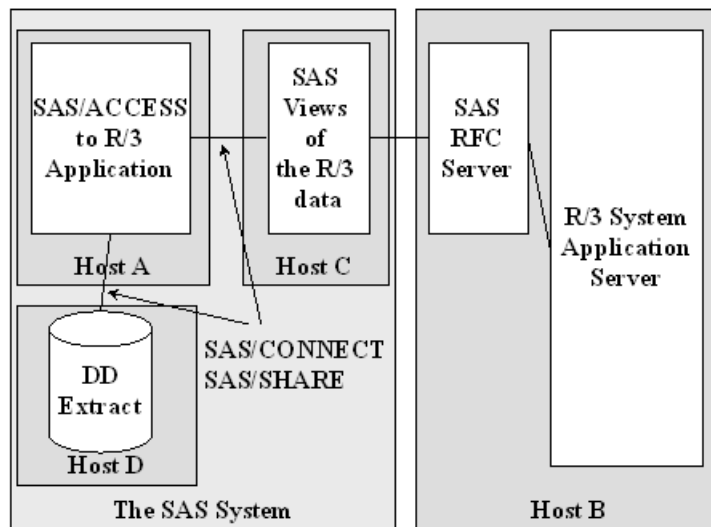 SAS/ACCESS
to R/3
Application
Host A
SAS
Views
of
the R/3
data
Host C
SAS
RFC
Server
R/3 System
Application
Server
SAS/CONNECT
SAS/SHARE
DD
Extract
Host D
The SAS System
Host B